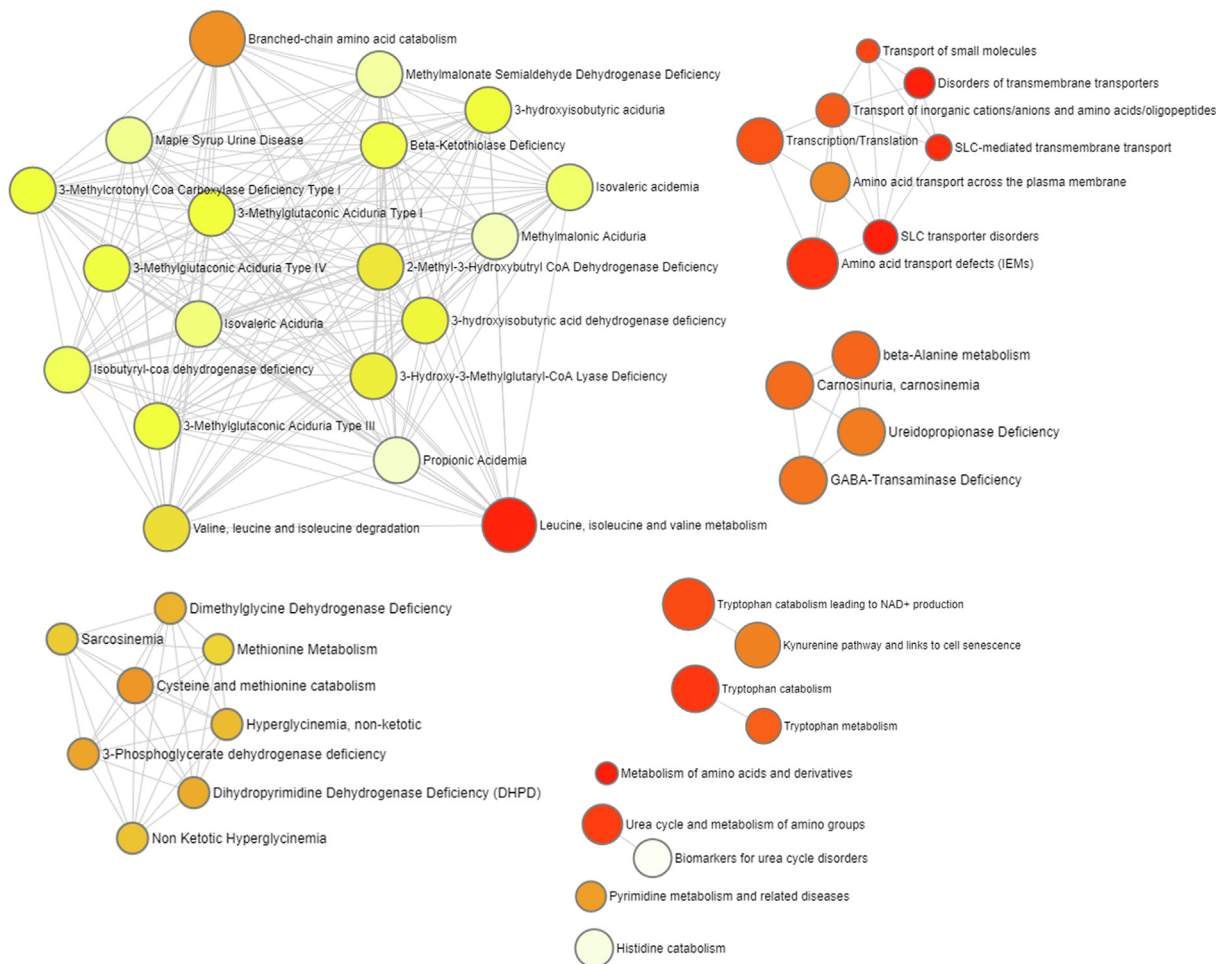 Branched-chain amino acid catabolism
Methylmalonate Semialdehyde Dehydrogenase Deficiency
3-hydroxyisobutyric aciduria
Maple Syrup Urine Disease
Beta-Ketothiolase Deficiency
3-Methylcrotonyl Coa Carboxylase Deficiency Type I
Isovaleric acidemia
3-Methylglutaconic Aciduria Type I
Methylmalonic Aciduria
3-Methylglutaconic Aciduria Type IV
2-Methyl-3-Hydroxybutryl CoA Dehydrogenase Deficiency
Isovaleric Aciduria
3-hydroxyisobutyric acid dehydrogenase deficiency
Isobutyryl-coa dehydrogenase deficiency
3-Hydroxy-3-Methylglutaryl-CoA Lyase Deficiency
3-Methylglutaconic Aciduria Type III
Propionic Acidemia
Valine, leucine and isoleucine degradation
Leucine, isoleucine and valine metabolism
Transport of small molecules
Disorders of transmembrane transporters
Transport of inorganic cations/anions and amino acids/oligopeptides
Transcription/Translation
SLC-mediated transmembrane transport
Amino acid transport across the plasma membrane
SLC transporter disorders
Amino acid transport defects (IEMs)
beta-Alanine metabolism
Carnosinuria, carnosinemia
Ureidopropionase Deficiency
GABA-Transaminase Deficiency
Dimethylglycine Dehydrogenase Deficiency
Sarcosinemia
Methionine Metabolism
Cysteine and methionine catabolism
Hyperglycinemia, non-ketotic
3-Phosphoglycerate dehydrogenase deficiency
Dihydropyrimidine Dehydrogenase Deficiency (DHPD)
Non Ketotic Hyperglycinemia
Tryptophan catabolism leading to NAD+ production
Kynurenine pathway and links to cell senescence
Tryptophan catabolism
Tryptophan metabolism
Metabolism of amino acids and derivatives
Urea cycle and metabolism of amino groups
Biomarkers for urea cycle disorders
Pyrimidine metabolism and related diseases
Histidine catabolism